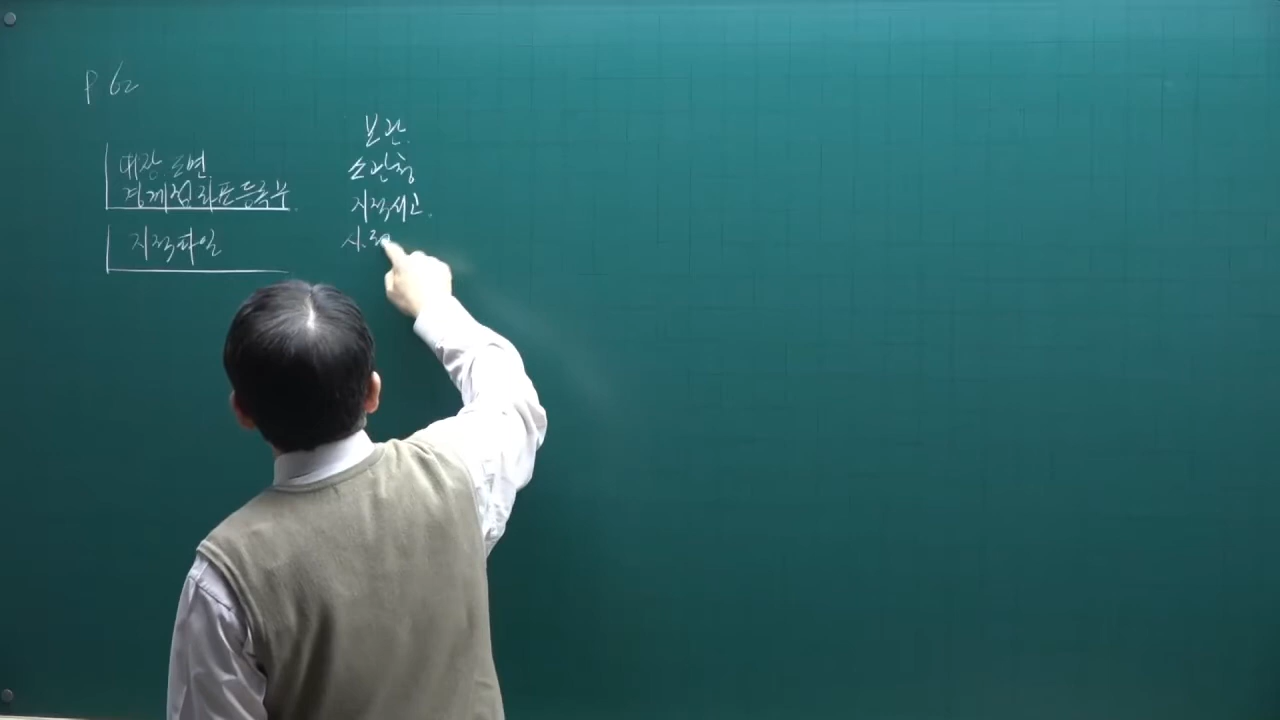 P 62
보관.
대장.도면
경계점좌표등록부
소관청
지적서고.
지적파일
시.